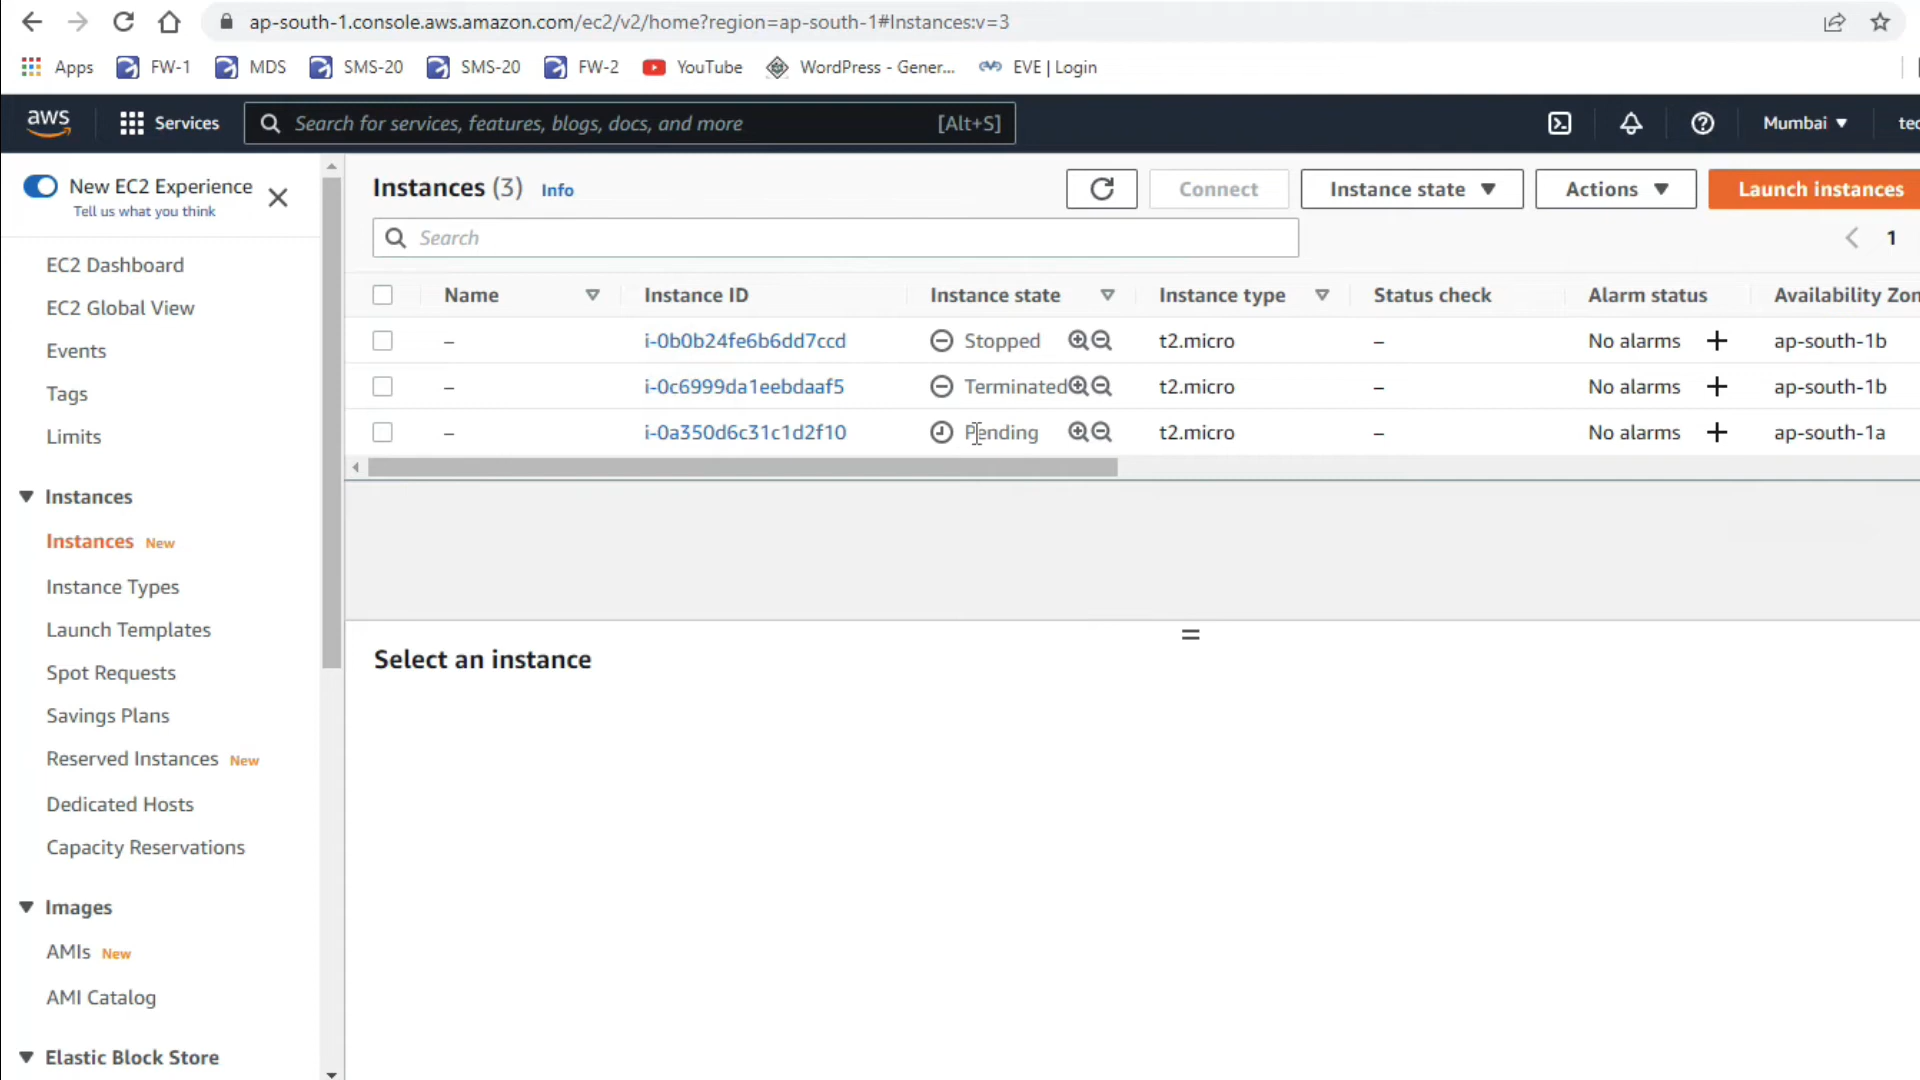 ap-south-1.console.aws.amazon.com/ec2/v2/home?region=ap-south-1#Instances:v=3
Apps FW-1 MDS SMS-20 SMS-20 FW-2 YouTube WordPress - Gener... EVE | Login
aws Services Search for services, features, blogs, docs, and more [Alt+S] Mumbai
New EC2 Experience
Tell us what you think
EC2 Dashboard
EC2 Global View
Events
Tags
Limits
Instances
Instances New
Instance Types
Launch Templates
Spot Requests
Savings Plans
Reserved Instances New
Dedicated Hosts
Capacity Reservations
Images
AMIs New
AMI Catalog
Elastic Block Store
Instances (3) Info Connect Instance state Actions Launch instances
Search 1
Name Instance ID Instance state Instance type Status check Alarm status Availability Zon
– i-0b0b24fe6b6dd7ccd Stopped t2.micro – No alarms + ap-south-1b
– i-0c6999da1eebdaaf5 Terminated t2.micro – No alarms + ap-south-1b
– i-0a350d6c31c1d2f10 Pending t2.micro – No alarms + ap-south-1a
Select an instance